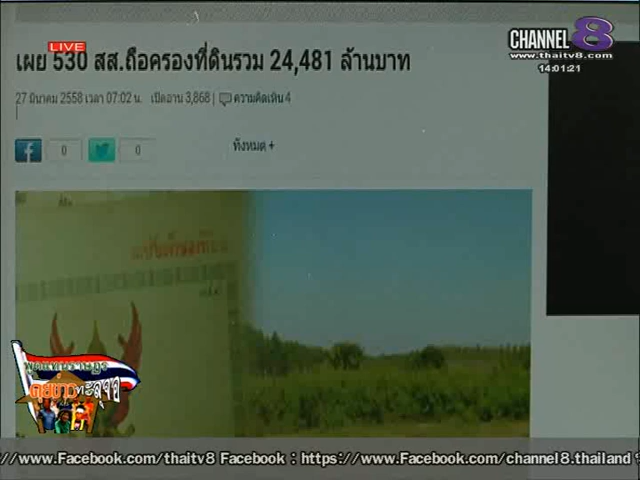 LIVE
CHANNEL 8
www.thaitv8.com
14:01:21
เผย 530 สส.ถือครองที่ดินรวม 24,481 ล้านบาท
27 มีนาคม 2558 เวลา 07:02 น. เปิดอ่าน 3,868 | ความคิดเห็น 4
0 0 ทั้งหมด +
//www.Facebook.com/thaitv8 Facebook : https://www.Facebook.com/channel8.thailand